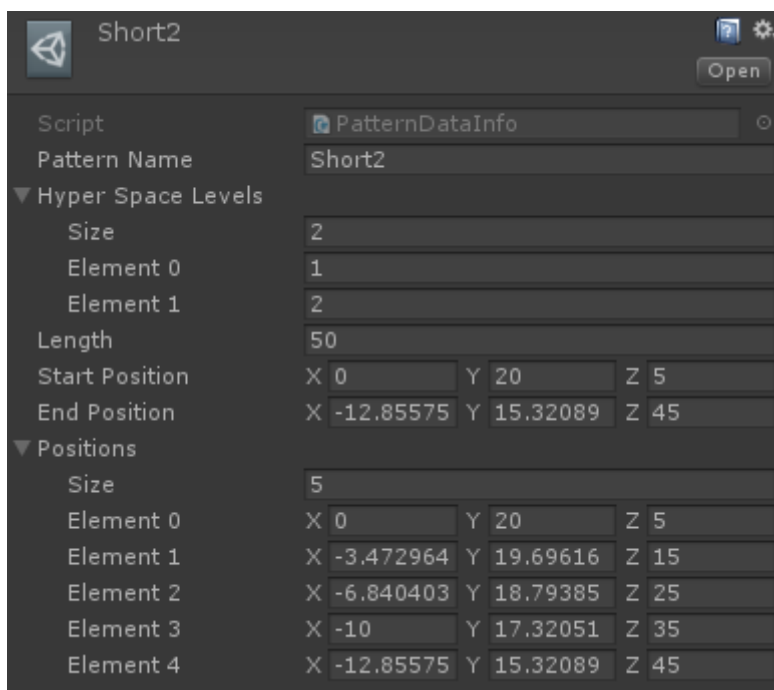 Short2
Open
Script PatternDataInfo
Pattern Name Short2
Hyper Space Levels
Size 2
Element 0 1
Element 1 2
Length 50
Start Position X 0 Y 20 Z 5
End Position X -12.85575 Y 15.32089 Z 45
Positions
Size 5
Element 0 X 0 Y 20 Z 5
Element 1 X -3.472964 Y 19.69616 Z 15
Element 2 X -6.840403 Y 18.79385 Z 25
Element 3 X -10 Y 17.32051 Z 35
Element 4 X -12.85575 Y 15.32089 Z 45